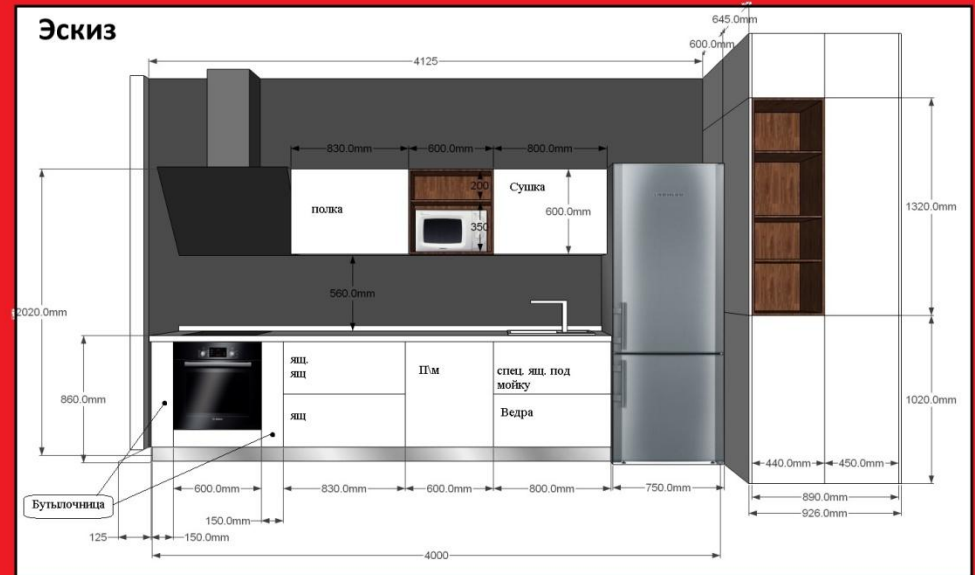 Эскиз
645.0mm
600.0mm
4125
830.0mm
600.0mm
800.0mm
200
Сушка
полка
600.0mm
350
1320.0mm
560.0mm
2020.0mm
ящ.
ящ
П\м
спец. ящ. под
мойку
860.0mm
ящ
Ведра
1020.0mm
440.0mm
450.0mm
Бутылочница
600.0mm
830.0mm
600.0mm
800.0mm
750.0mm
890.0mm
926.0mm
150.0mm
125
150.0mm
4000